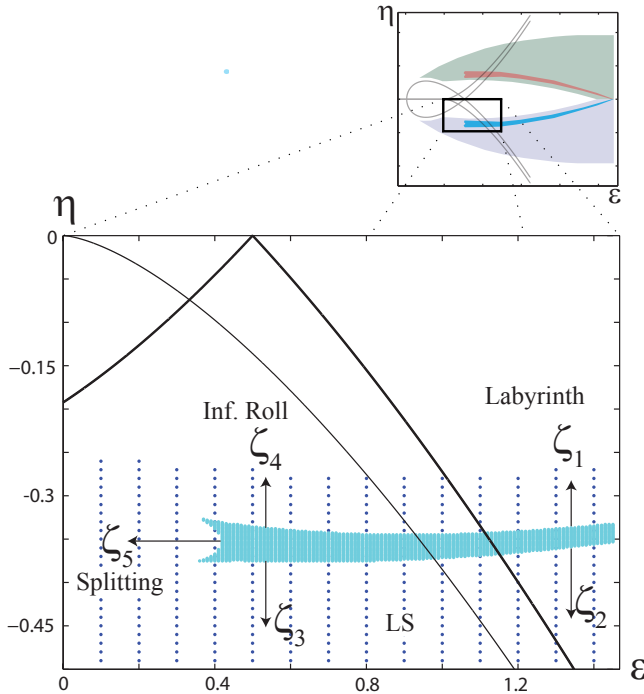 η
ε
η
0
−0.15
−0.3
−0.45
Inf. Roll
Labyrinth
ζ4
ζ1
ζ5
Splitting
ζ3
LS
ζ2
0
0.4
0.8
1.2
ε